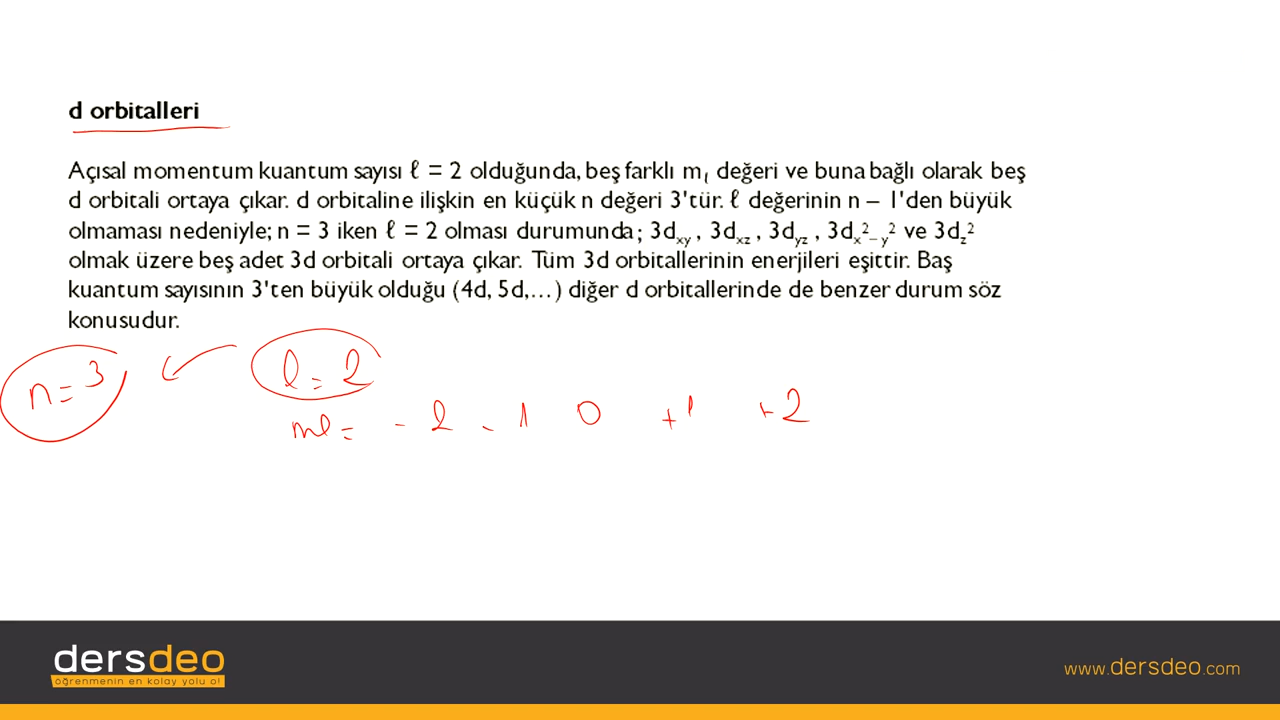 d orbitalleri
Açısal momentum kuantum sayısı ℓ = 2 olduğunda, beş farklı mₗ değeri ve buna bağlı olarak beş
d orbitali ortaya çıkar. d orbitaline ilişkin en küçük n değeri 3'tür. ℓ değerinin n – 1'den büyük
olmaması nedeniyle; n = 3 iken ℓ = 2 olması durumunda; 3dxy , 3dxz , 3dyz , 3dx²–y² ve 3dz²
olmak üzere beş adet 3d orbitali ortaya çıkar. Tüm 3d orbitallerinin enerjileri eşittir. Baş
kuantum sayısının 3'ten büyük olduğu (4d, 5d,...) diğer d orbitallerinde de benzer durum söz
konusudur.
n = 3 ℓ = 2
mℓ = - 2 - 1 0 +1 +2
dersdeo
öğrenmenin en kolay yolu o!
www.dersdeo.com